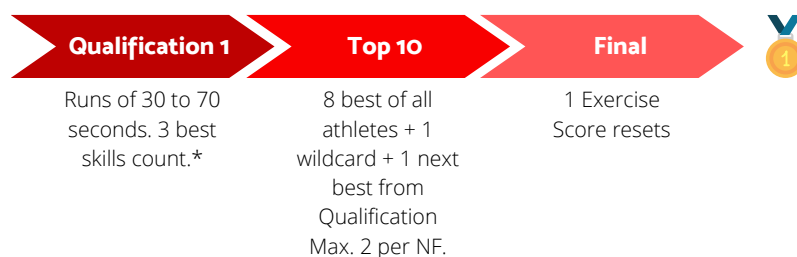 Qualification 1
Runs of 30 to 70
seconds. 3 best
skills count.*
Top 10
8 best of all
athletes + 1
wildcard + 1 next
best from
Qualification
Max. 2 per NF.
Final
1 Exercise
Score resets
1